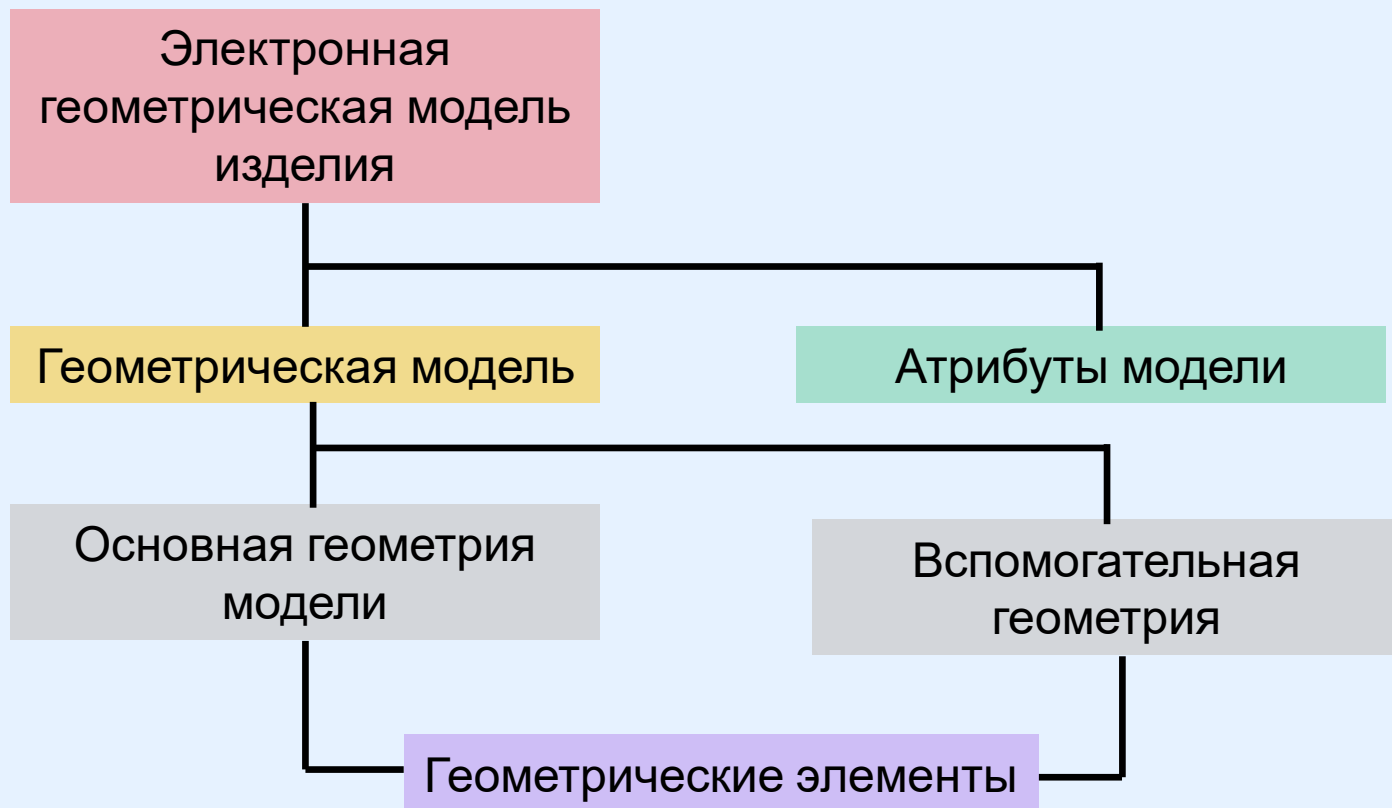 Электронная
геометрическая модель
изделия
Геометрическая модель
Атрибуты модели
Основная геометрия
модели
Вспомогательная
геометрия
Геометрические элементы